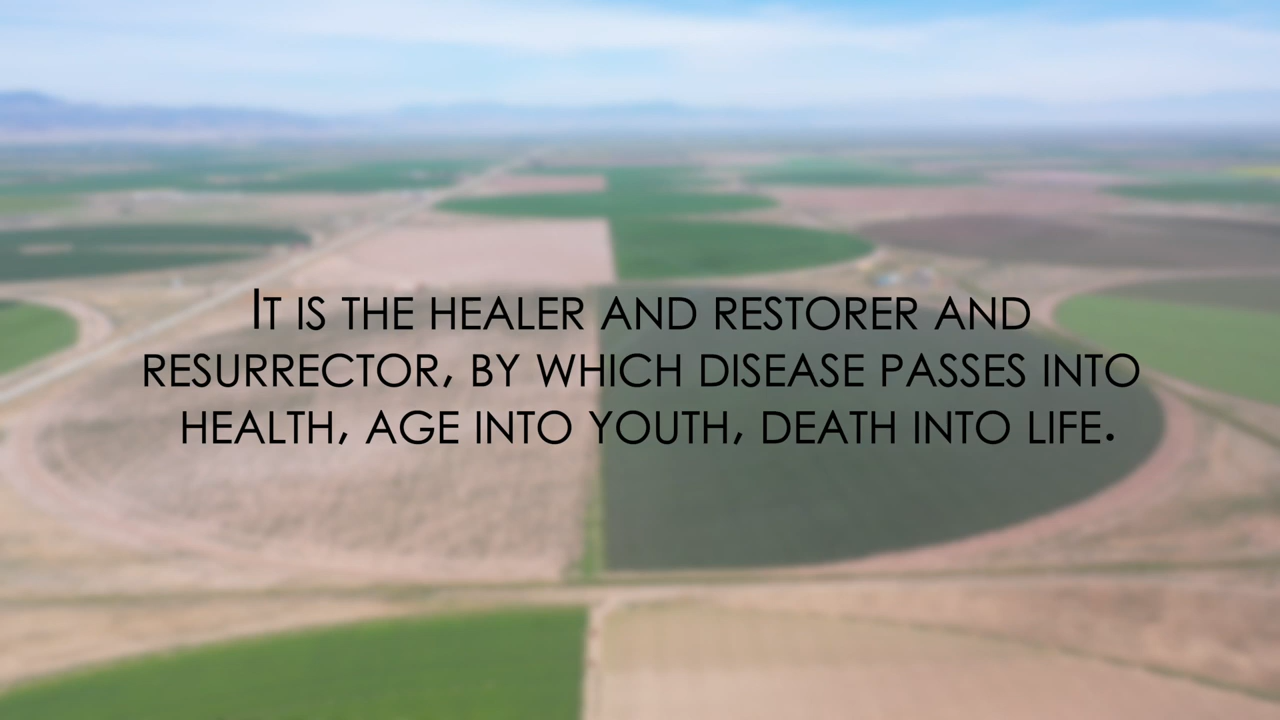 It is the healer and restorer and
resurrector, by which disease passes into
health, age into youth, death into life.